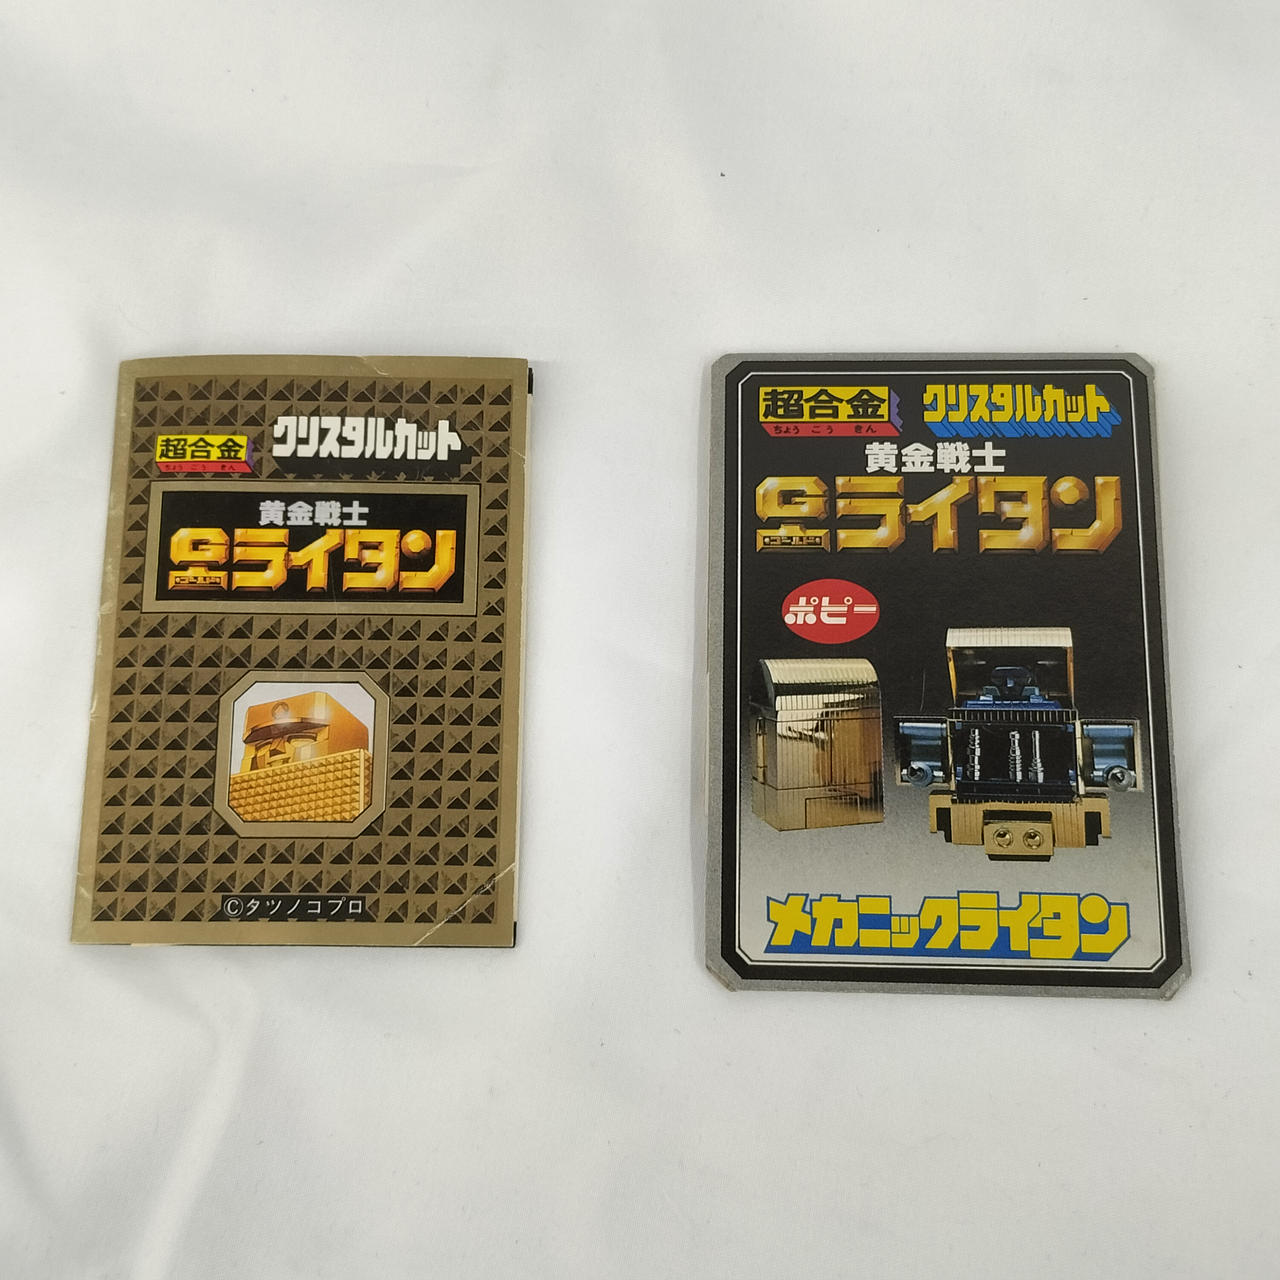 超合金
ちょう ごう きん
クリスタルカット
黄金戦士
Gライタン
ゴールド
©タツノコプロ
超合金
ちょう ごう きん
クリスタルカット
黄金戦士
Gライタン
ゴールド
ポピー
メカニックライタン